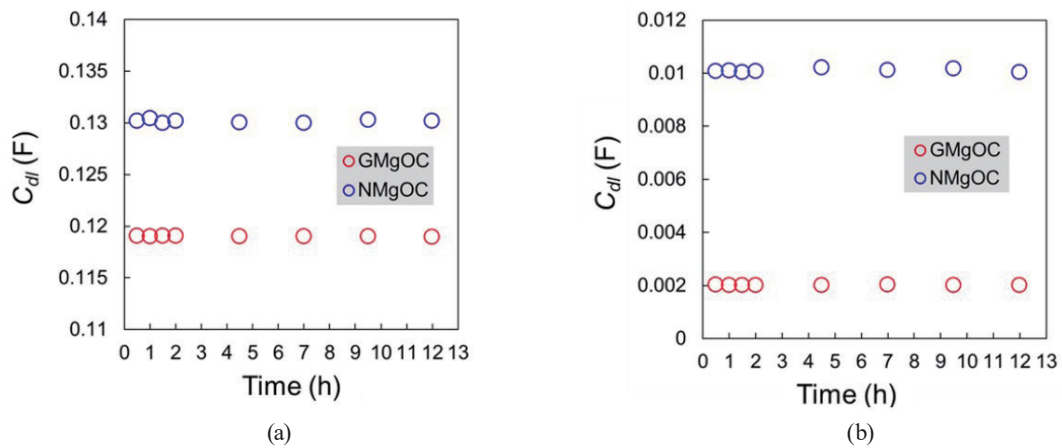 0.14
0.135
0.13
0.125
0.12
0.115
0.11
C_dl (F)
GMgOC
NMgOC
0 1 2 3 4 5 6 7 8 9 10 11 12 13
Time (h)
(a)
0.012
0.01
0.008
0.006
0.004
0.002
0
C_dl (F)
GMgOC
NMgOC
0 1 2 3 4 5 6 7 8 9 10 11 12 13
Time (h)
(b)